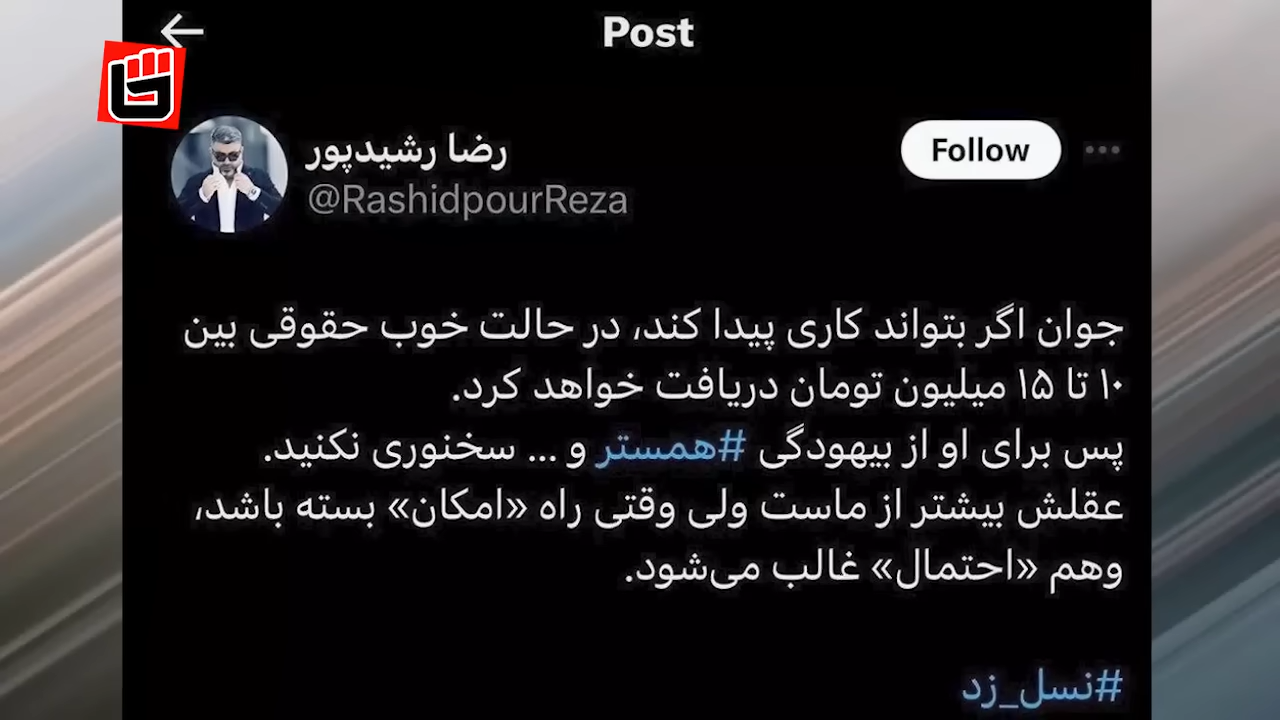 Post
رضا رشیدپور
@RashidpourReza
Follow
جوان اگر بتواند کاری پیدا کند، در حالت خوب حقوقی بین
۱۰ تا ۱۵ میلیون تومان دریافت خواهد کرد.
پس برای او از بیهودگی #همستر و ... سخنوری نکنید.
عقلش بیشتر از ماست ولی وقتی راه «امکان» بسته باشد،
وهم «احتمال» غالب می‌شود.
#نسل_زد